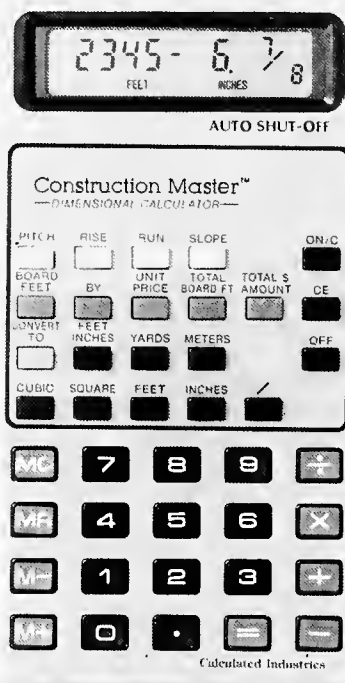 2345- 6. 7/8
FEET INCHES
AUTO SHUT-OFF
Construction Master™
DIMENSIONAL CALCULATOR
PITCH RISE RUN SLOPE ON/C
BOARD FEET BY UNIT PRICE TOTAL BOARD FT TOTAL $ AMOUNT CE
CONVERT TO FEET INCHES YARDS METERS OFF
CUBIC SQUARE FEET INCHES /
MC 7 8 9 ÷
MR 4 5 6 X
M- 1 2 3 +
M+ 0 . = -
Calculated Industries